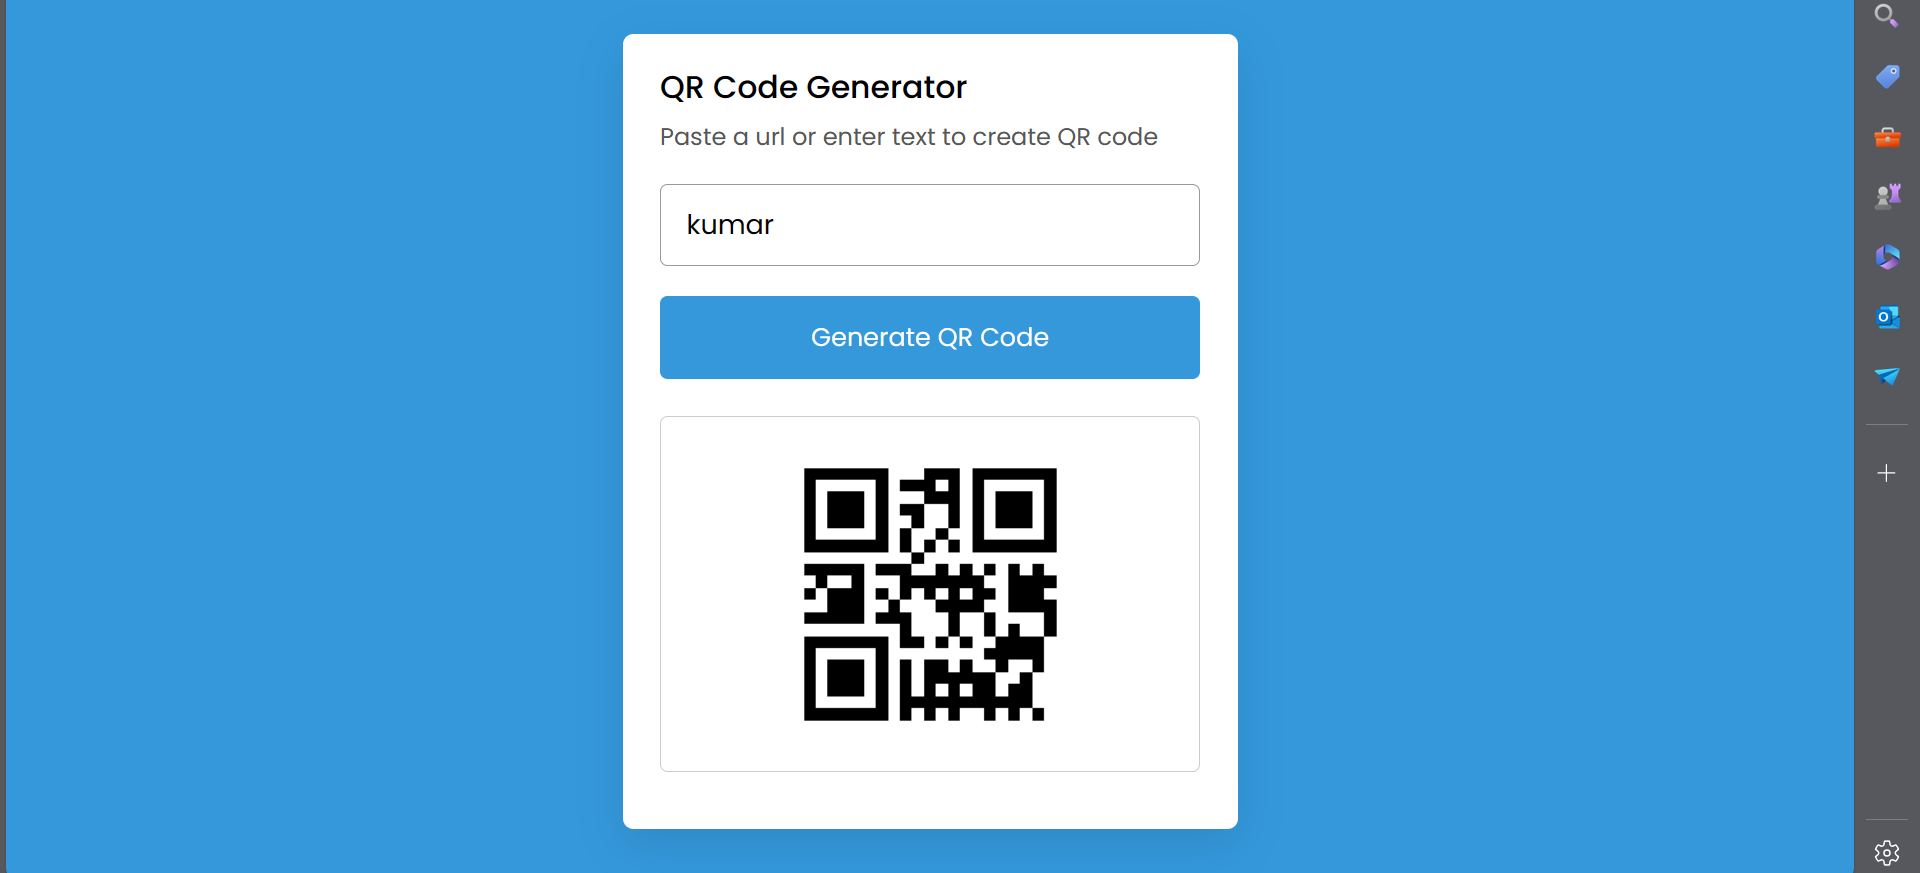 QR Code Generator
Paste a url or enter text to create QR code
kumar
Generate QR Code